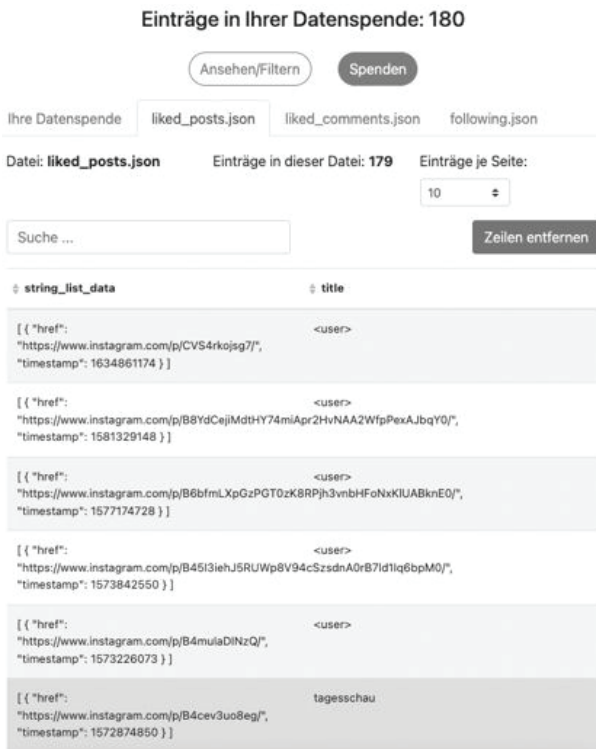 Einträge in Ihrer Datenspende: 180
Ansehen/Filtern Spenden
Ihre Datenspende liked_posts.json liked_comments.json following.json
Datei: liked_posts.json Einträge in dieser Datei: 179 Einträge je Seite:
10
Suche ... Zeilen entfernen
string_list_data title
[ { "href": <user>
"https://www.instagram.com/p/CVS4rkojsg7/",
"timestamp": 1634861174 } ]
[ { "href": <user>
"https://www.instagram.com/p/B8YdCejiMdtHY74miApr2HvNAA2WfpPexAJbqY0/",
"timestamp": 1581329148 } ]
[ { "href": <user>
"https://www.instagram.com/p/B6bfmLXpGzPGT0zK8RPjh3vnbHFoNxKIUABknE0/",
"timestamp": 1577174728 } ]
[ { "href": <user>
"https://www.instagram.com/p/B45I3iehJ5RUWp8V94cSzsdnA0rB7Id1Iq6bpM0/",
"timestamp": 1573842550 } ]
[ { "href": <user>
"https://www.instagram.com/p/B4mulaDINzQ/",
"timestamp": 1573226073 } ]
[ { "href": tagesschau
"https://www.instagram.com/p/B4cev3uo8eg/",
"timestamp": 1572874850 } ]